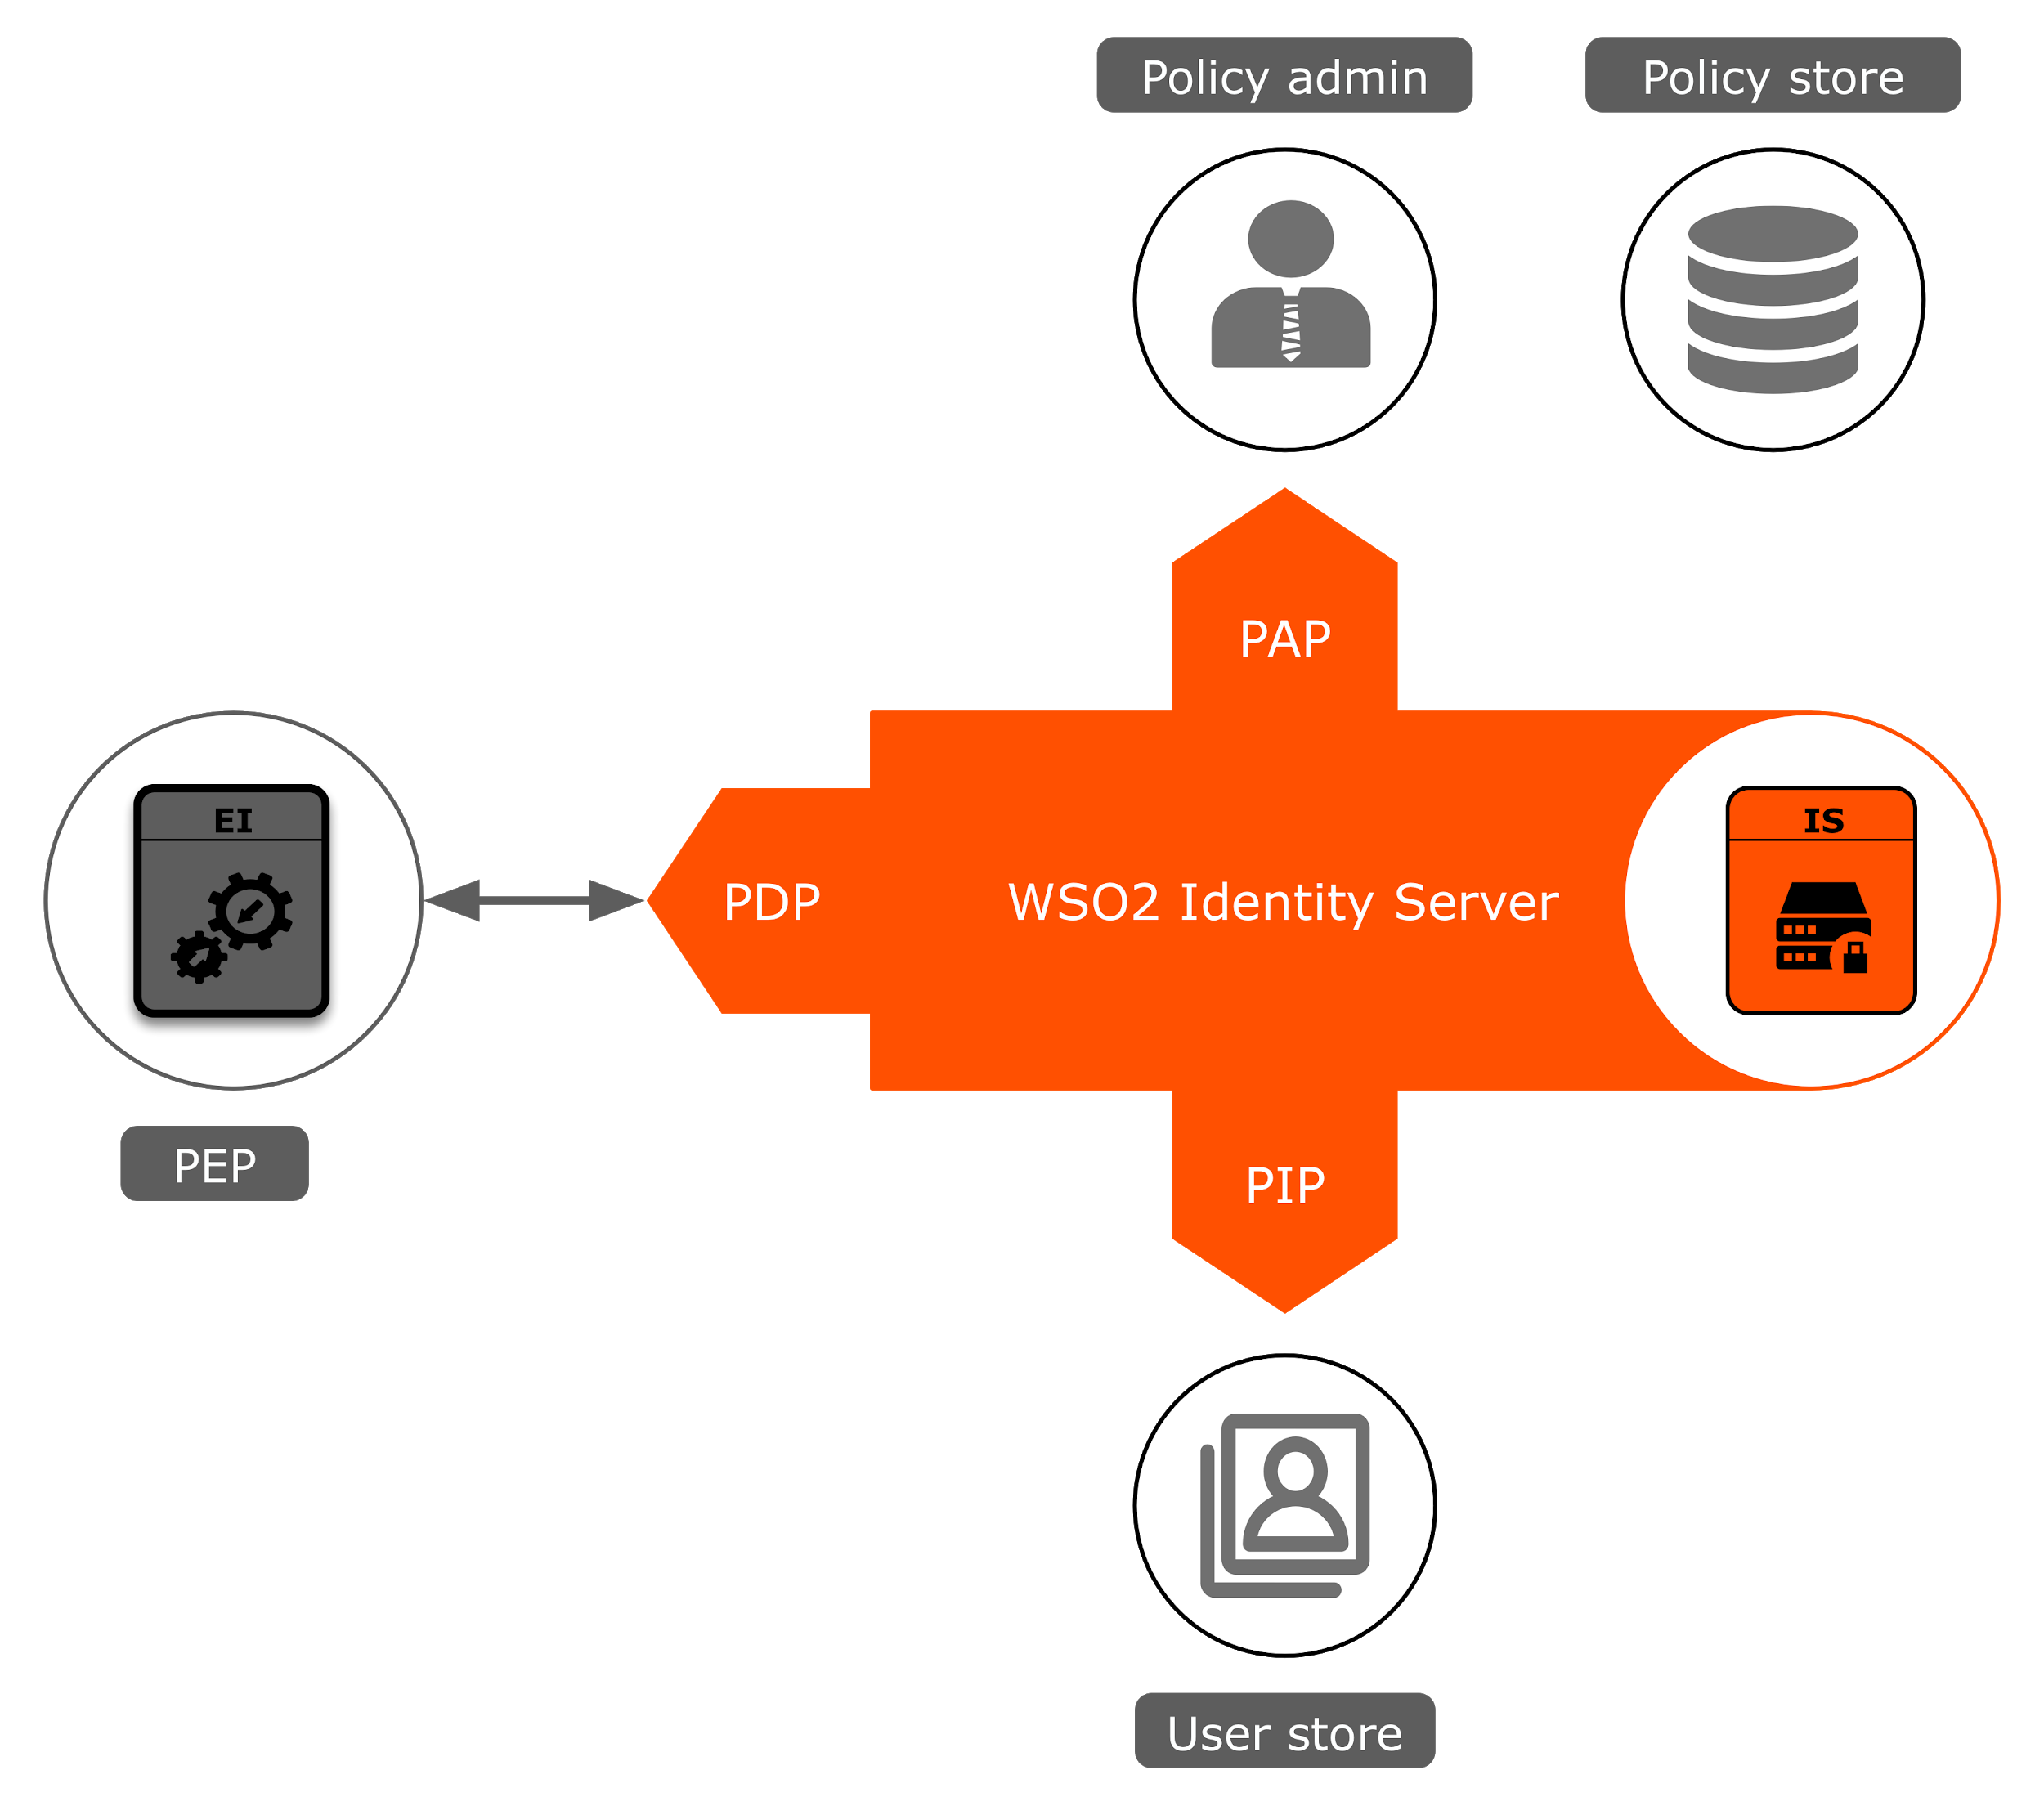 Policy admin
Policy store
PAP
EI
IS
PDP
WSO2 Identity Server
PEP
PIP
User store